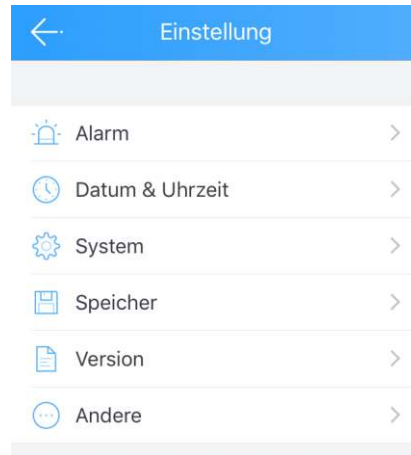 Einstellung
Alarm
Datum & Uhrzeit
System
Speicher
Version
Andere